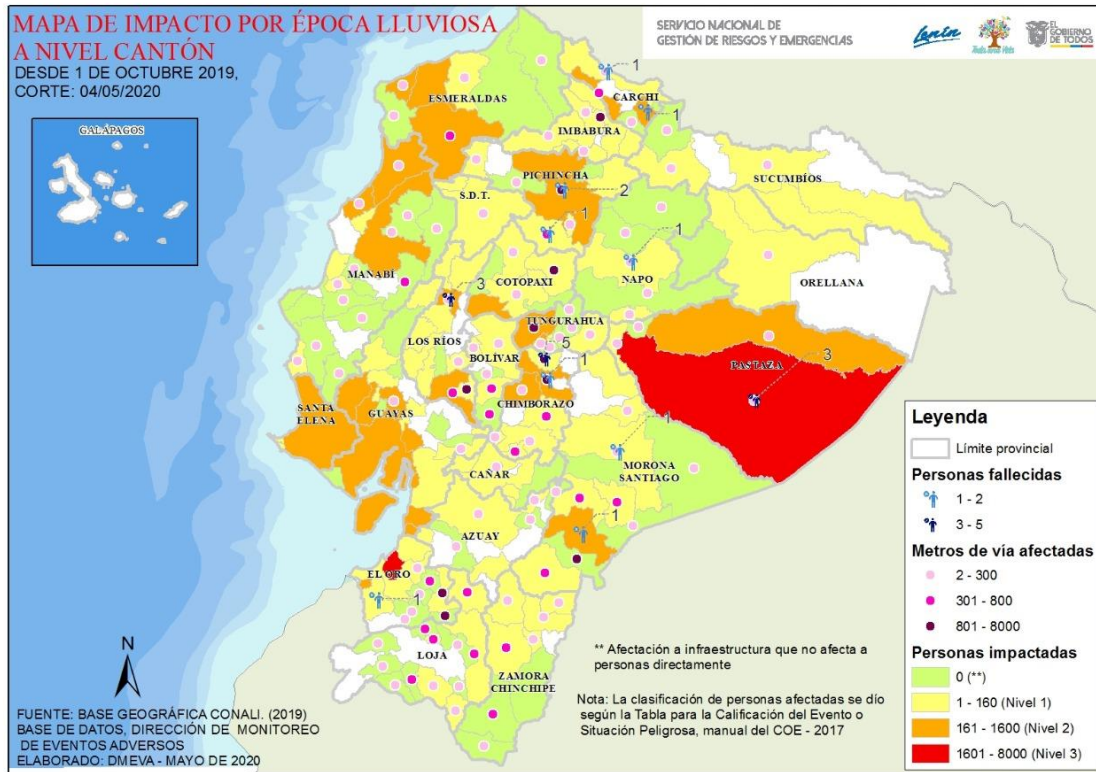 MAPA DE IMPACTO POR ÉPOCA LLUVIOSA
A NIVEL CANTÓN
DESDE 1 DE OCTUBRE 2019,
CORTE: 04/05/2020
SERVICIO NACIONAL DE
GESTIÓN DE RIESGOS Y EMERGENCIAS
Lenín
Toda una Vida
EL
GOBIERNO
DE TODOS
GALÁPAGOS
ESMERALDAS
1
CARCHI
1
IMBABURA
PICHINCHA
2
SUCUMBÍOS
S.D.T.
1
1
MANABÍ
3
COTOPAXI
NAPO
ORELLANA
TUNGURAHUA
LOS RÍOS
5
BOLÍVAR
1
3
PASTAZA
SANTA
ELENA
GUAYAS
CHIMBORAZO
1
MORONA
SANTIAGO
CAÑAR
1
AZUAY
EL ORO
1
LOJA
ZAMORA
CHINCHIPE
N
** Afectación a infraestructura que no afecta a
personas directamente
Nota: La clasificación de personas afectadas se dío
según la Tabla para la Calificación del Evento o
Situación Peligrosa, manual del COE - 2017
FUENTE: BASE GEOGRÁFICA CONALI. (2019)
BASE DE DATOS, DIRECCIÓN DE MONITOREO
DE EVENTOS ADVERSOS
ELABORADO: DMEVA - MAYO DE 2020
Leyenda
Límite provincial
Personas fallecidas
1 - 2
3 - 5
Metros de vía afectadas
2 - 300
301 - 800
801 - 8000
Personas impactadas
0 (**)
1 - 160 (Nivel 1)
161 - 1600 (Nivel 2)
1601 - 8000 (Nivel 3)